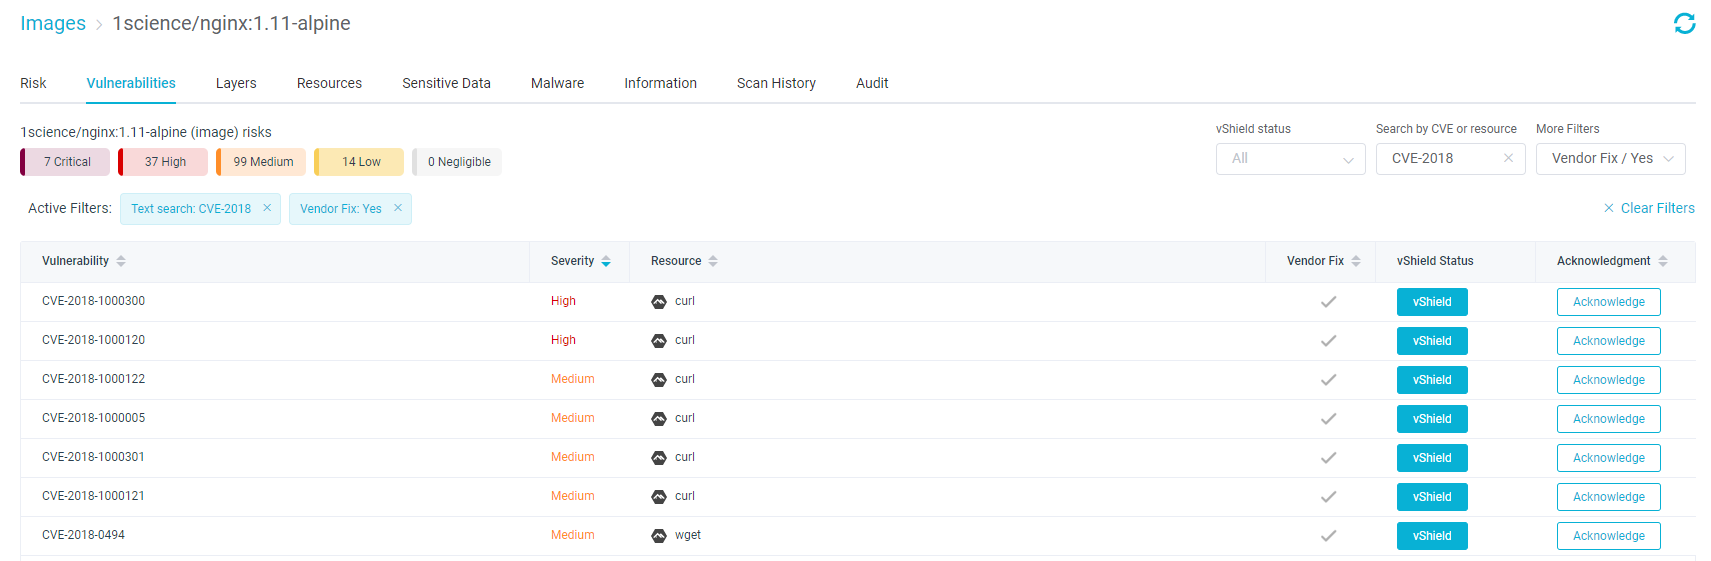 Images > 1science/nginx:1.11-alpine
Risk Vulnerabilities Layers Resources Sensitive Data Malware Information Scan History Audit
1science/nginx:1.11-alpine (image) risks
7 Critical 37 High 99 Medium 14 Low 0 Negligible
vShield status Search by CVE or resource More Filters
All CVE-2018 Vendor Fix / Yes
Active Filters: Text search: CVE-2018 Vendor Fix: Yes Clear Filters
Vulnerability Severity Resource Vendor Fix vShield Status Acknowledgment
CVE-2018-1000300 High curl vShield Acknowledge
CVE-2018-1000120 High curl vShield Acknowledge
CVE-2018-1000122 Medium curl vShield Acknowledge
CVE-2018-1000005 Medium curl vShield Acknowledge
CVE-2018-1000301 Medium curl vShield Acknowledge
CVE-2018-1000121 Medium curl vShield Acknowledge
CVE-2018-0494 Medium wget vShield Acknowledge